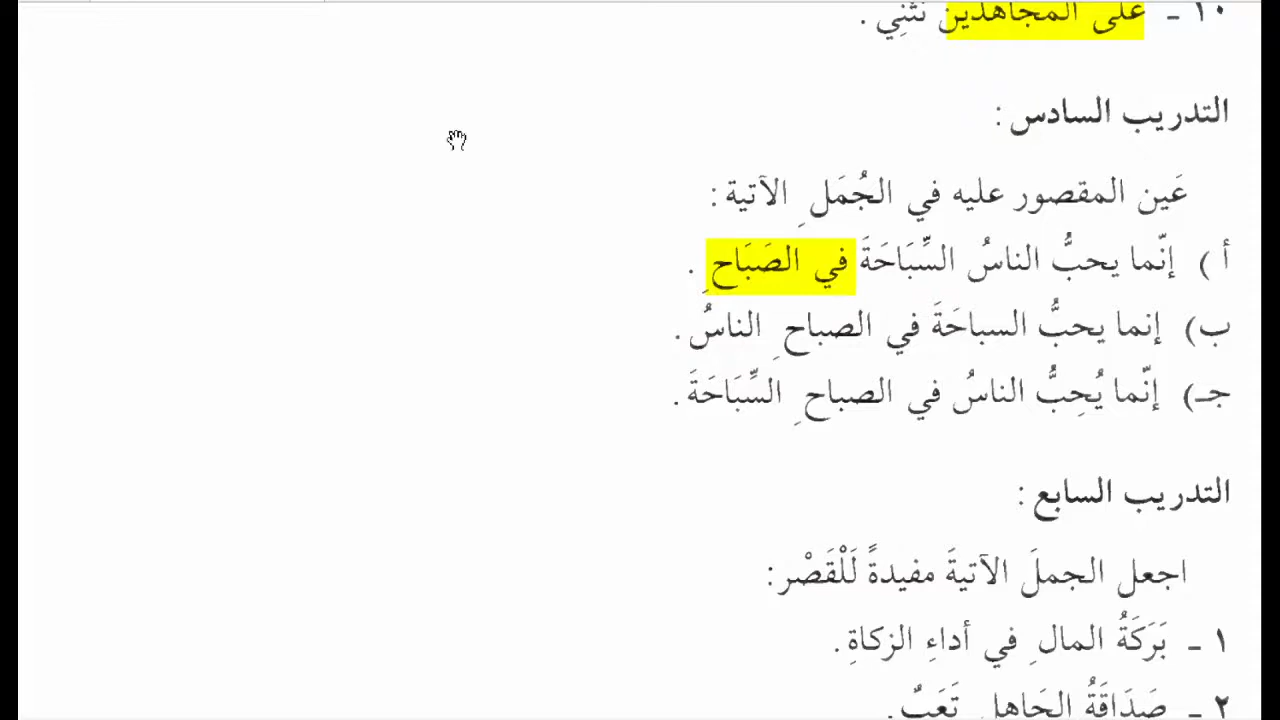 ١٠ ـ على المجاهدين نُثْنِي .
التدريب السادس :
عَين المقصور عليه في الجُمَلِ الآتية :
أ ) إنّما يحبُّ الناسُ السِّبَاحَةَ في الصَبَاحِ .
ب) إنما يحبُّ السباحَةَ في الصباحِ الناسُ .
جـ) إنّما يُحِبُّ الناسُ في الصباحِ السِّبَاحَةَ .
التدريب السابع :
اجعل الجملَ الآتيةَ مفيدةً لَلْقَصْر :
١ ـ بَرَكَةُ المالِ في أداءِ الزكاةِ .
٢ ـ صَدَاقَةُ الجَاهلِ تَعَبٌ .